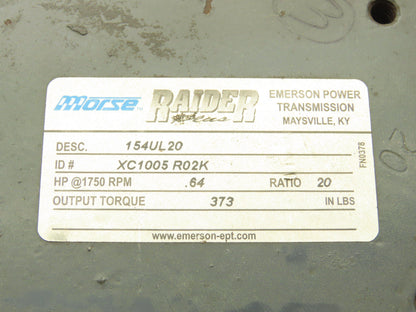 morse RAIDER Plus EMERSON POWER
TRANSMISSION
MAYSVILLE, KY
DESC. 154UL20
ID # XC1005 R02K
HP @1750 RPM .64 RATIO 20
OUTPUT TORQUE 373 IN LBS
www.emerson-ept.com
FN0378